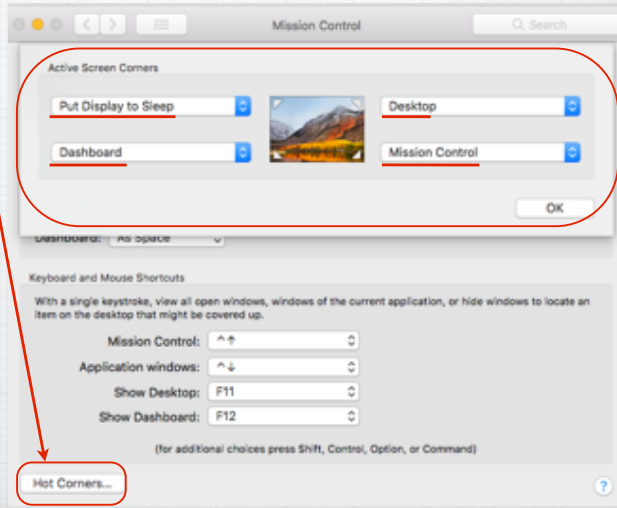 Mission Control
Search
Active Screen Corners
Put Display to Sleep
Desktop
Dashboard
Mission Control
OK
Dashboard: As Space
Keyboard and Mouse Shortcuts
With a single keystroke, view all open windows, windows of the current application, or hide windows to locate an
item on the desktop that might be covered up.
Mission Control: ^↑
Application windows: ^↓
Show Desktop: F11
Show Dashboard: F12
(for additional choices press Shift, Control, Option, or Command)
Hot Corners...
?